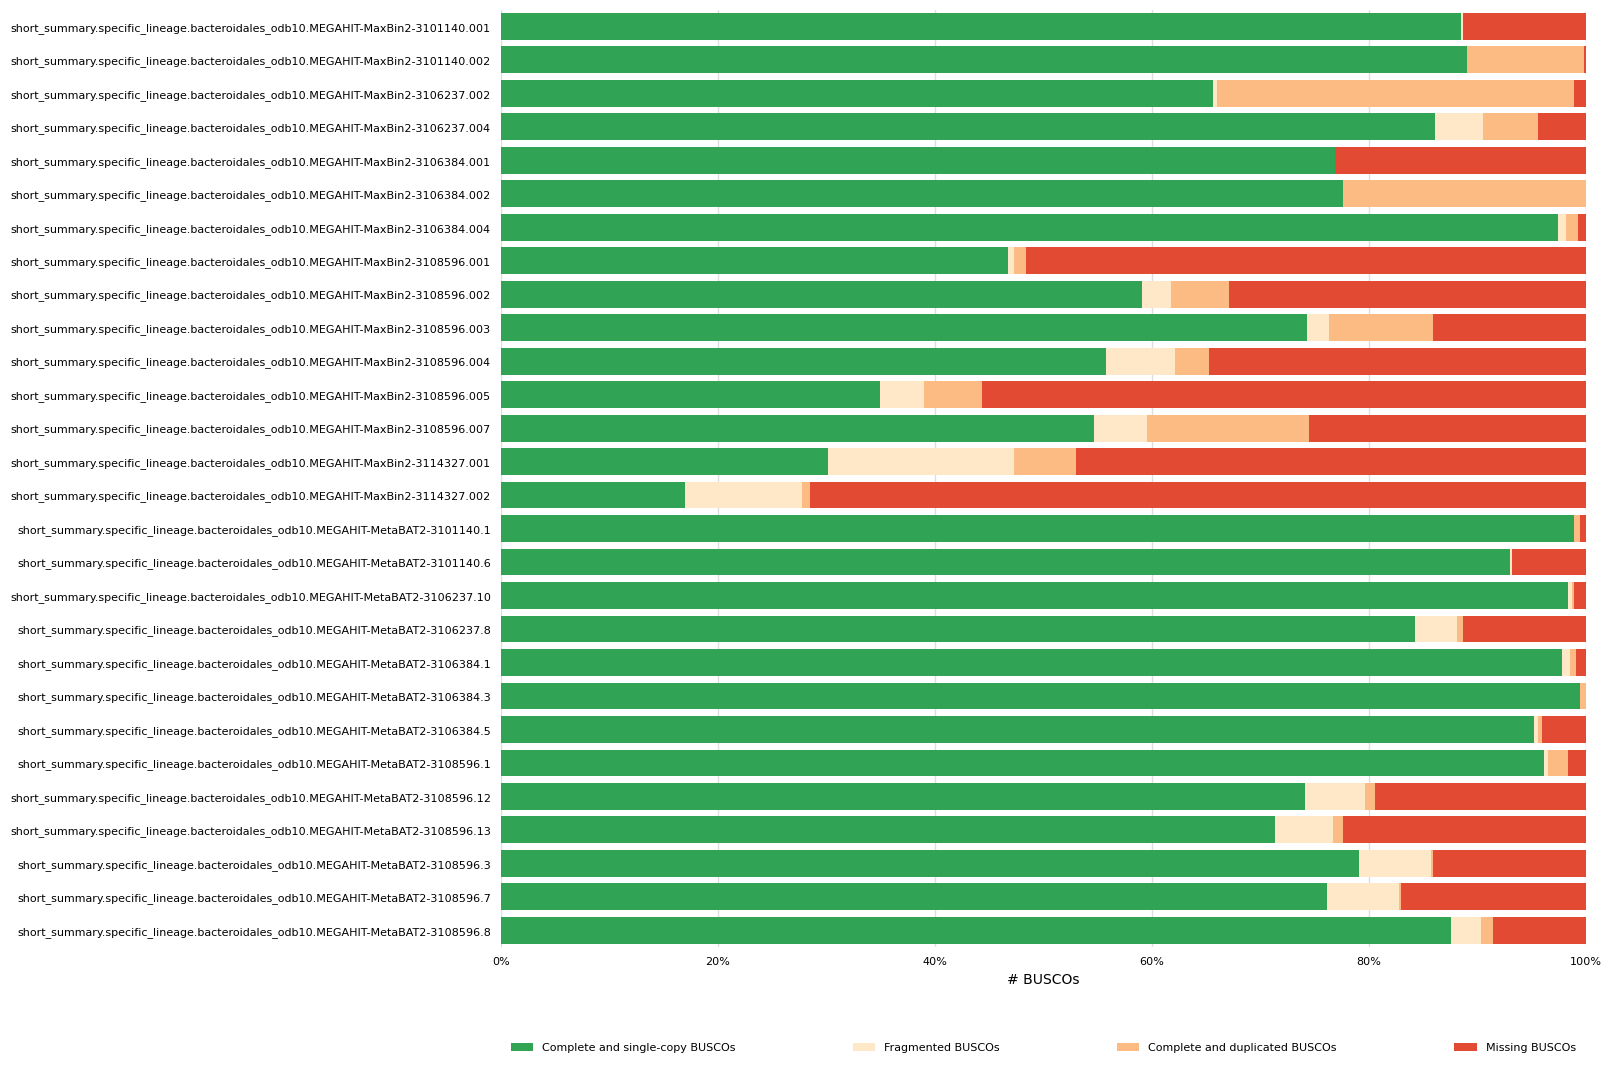 short_summary.specific_lineage.bacteroidales_odb10.MEGAHIT-MaxBin2-3101140.001
short_summary.specific_lineage.bacteroidales_odb10.MEGAHIT-MaxBin2-3101140.002
short_summary.specific_lineage.bacteroidales_odb10.MEGAHIT-MaxBin2-3106237.002
short_summary.specific_lineage.bacteroidales_odb10.MEGAHIT-MaxBin2-3106237.004
short_summary.specific_lineage.bacteroidales_odb10.MEGAHIT-MaxBin2-3106384.001
short_summary.specific_lineage.bacteroidales_odb10.MEGAHIT-MaxBin2-3106384.002
short_summary.specific_lineage.bacteroidales_odb10.MEGAHIT-MaxBin2-3106384.004
short_summary.specific_lineage.bacteroidales_odb10.MEGAHIT-MaxBin2-3108596.001
short_summary.specific_lineage.bacteroidales_odb10.MEGAHIT-MaxBin2-3108596.002
short_summary.specific_lineage.bacteroidales_odb10.MEGAHIT-MaxBin2-3108596.003
short_summary.specific_lineage.bacteroidales_odb10.MEGAHIT-MaxBin2-3108596.004
short_summary.specific_lineage.bacteroidales_odb10.MEGAHIT-MaxBin2-3108596.005
short_summary.specific_lineage.bacteroidales_odb10.MEGAHIT-MaxBin2-3108596.007
short_summary.specific_lineage.bacteroidales_odb10.MEGAHIT-MaxBin2-3114327.001
short_summary.specific_lineage.bacteroidales_odb10.MEGAHIT-MaxBin2-3114327.002
short_summary.specific_lineage.bacteroidales_odb10.MEGAHIT-MetaBAT2-3101140.1
short_summary.specific_lineage.bacteroidales_odb10.MEGAHIT-MetaBAT2-3101140.6
short_summary.specific_lineage.bacteroidales_odb10.MEGAHIT-MetaBAT2-3106237.10
short_summary.specific_lineage.bacteroidales_odb10.MEGAHIT-MetaBAT2-3106237.8
short_summary.specific_lineage.bacteroidales_odb10.MEGAHIT-MetaBAT2-3106384.1
short_summary.specific_lineage.bacteroidales_odb10.MEGAHIT-MetaBAT2-3106384.3
short_summary.specific_lineage.bacteroidales_odb10.MEGAHIT-MetaBAT2-3106384.5
short_summary.specific_lineage.bacteroidales_odb10.MEGAHIT-MetaBAT2-3108596.1
short_summary.specific_lineage.bacteroidales_odb10.MEGAHIT-MetaBAT2-3108596.12
short_summary.specific_lineage.bacteroidales_odb10.MEGAHIT-MetaBAT2-3108596.13
short_summary.specific_lineage.bacteroidales_odb10.MEGAHIT-MetaBAT2-3108596.3
short_summary.specific_lineage.bacteroidales_odb10.MEGAHIT-MetaBAT2-3108596.7
short_summary.specific_lineage.bacteroidales_odb10.MEGAHIT-MetaBAT2-3108596.8
0% 20% 40% 60% 80% 100%
# BUSCOs
Complete and single-copy BUSCOs Fragmented BUSCOs Complete and duplicated BUSCOs Missing BUSCOs